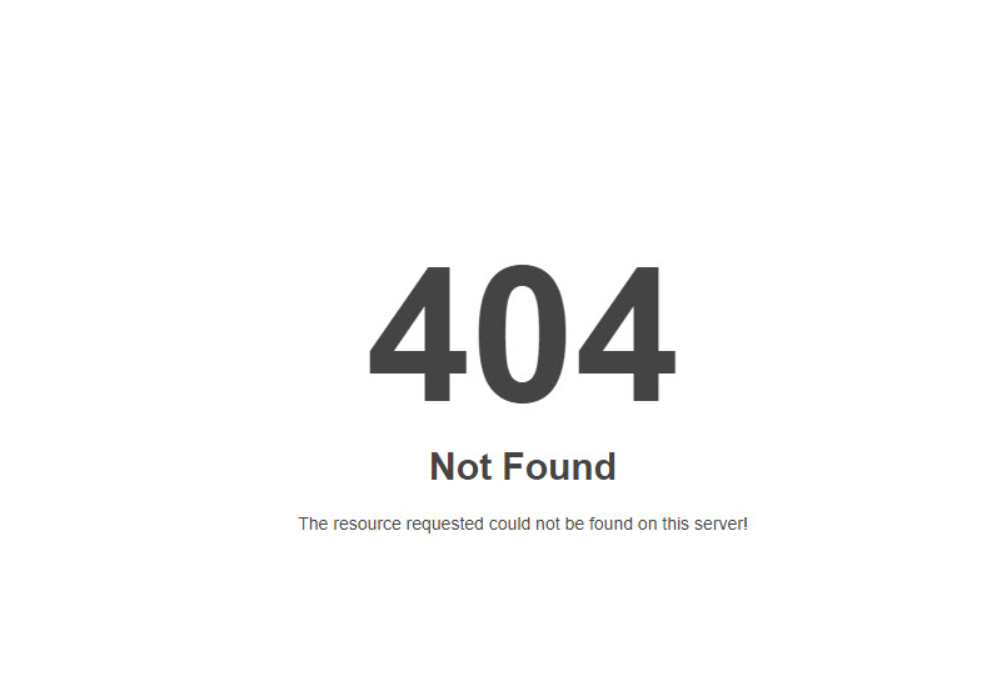 404
Not Found
The resource requested could not be found on this server!